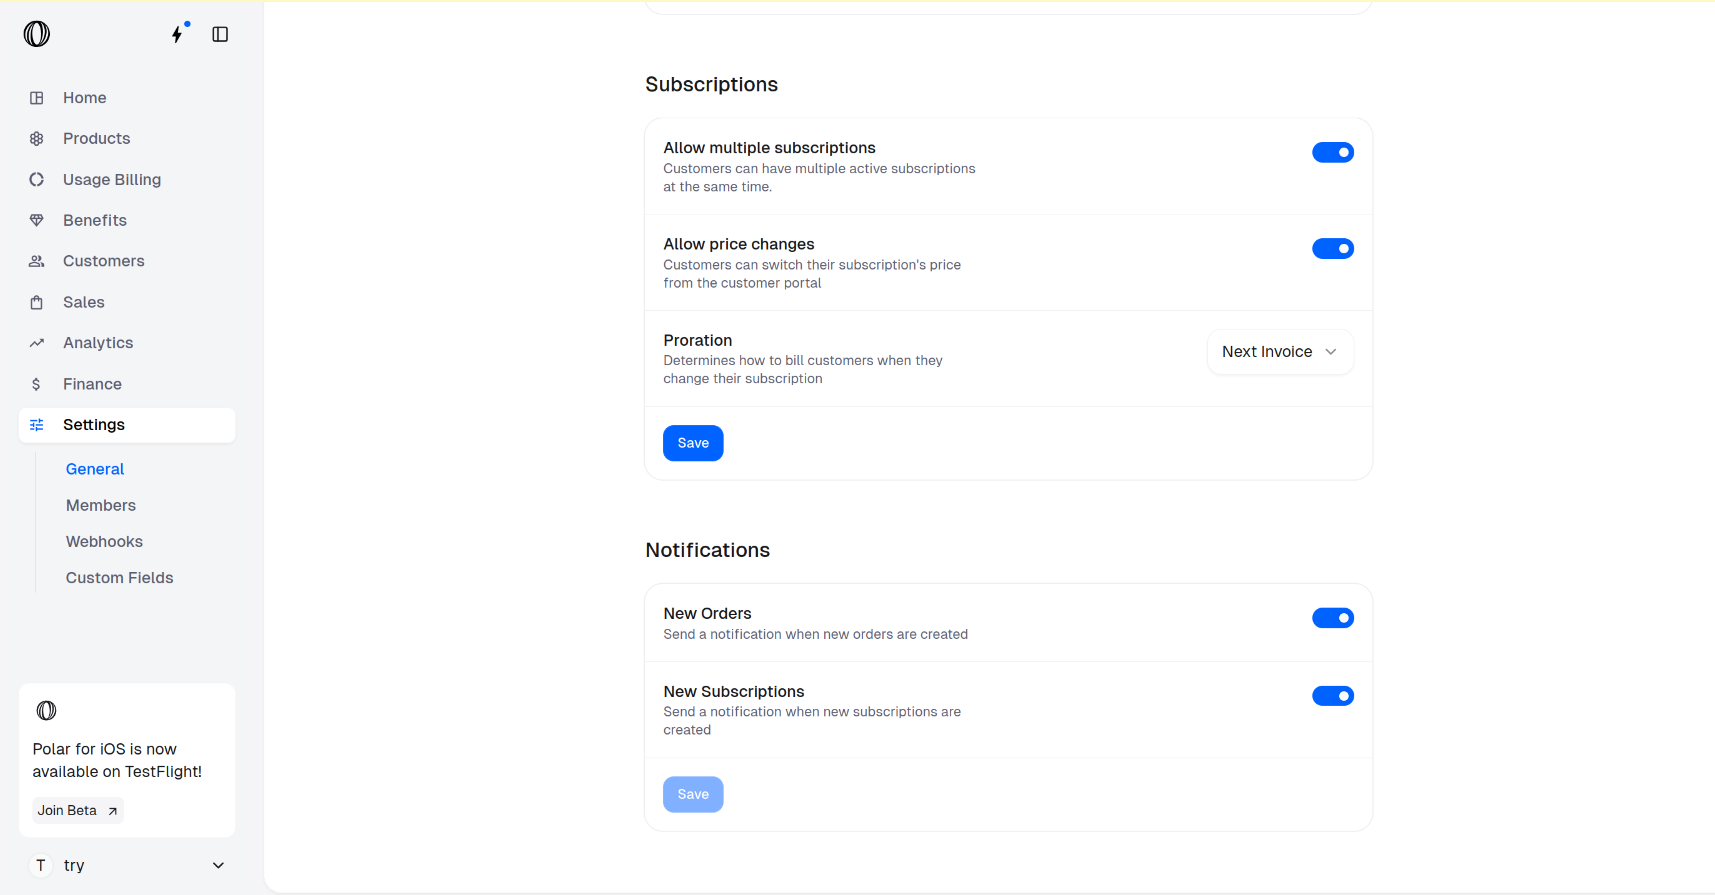 Home
Products
Usage Billing
Benefits
Customers
Sales
Analytics
Finance
Settings
General
Members
Webhooks
Custom Fields
Polar for iOS is now
available on TestFlight!
Join Beta
T try
Subscriptions
Allow multiple subscriptions
Customers can have multiple active subscriptions
at the same time.
Allow price changes
Customers can switch their subscription's price
from the customer portal
Proration
Determines how to bill customers when they
change their subscription
Next Invoice
Save
Notifications
New Orders
Send a notification when new orders are created
New Subscriptions
Send a notification when new subscriptions are
created
Save